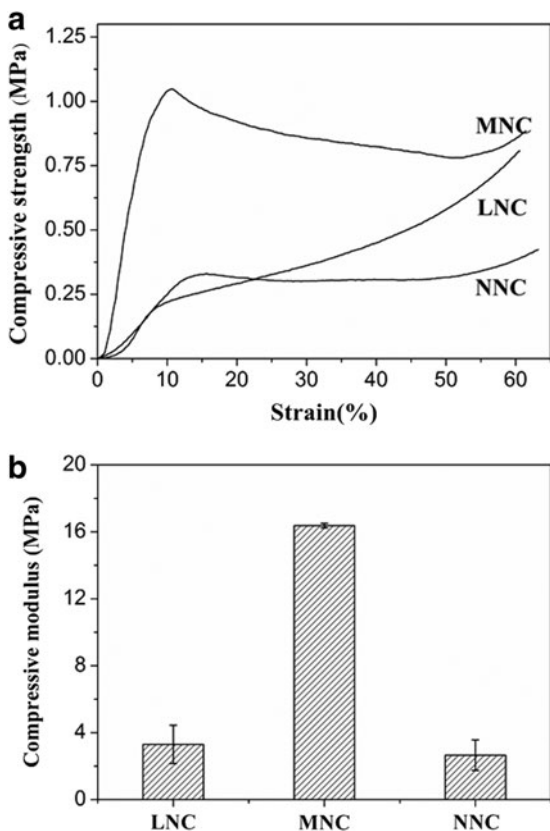 a
Compressive strengsth (MPa)
1.25
1.00
0.75
0.50
0.25
0.00
MNC
LNC
NNC
0 10 20 30 40 50 60
Strain(%)
b
Compressive modulus (MPa)
20
16
12
8
4
0
LNC MNC NNC